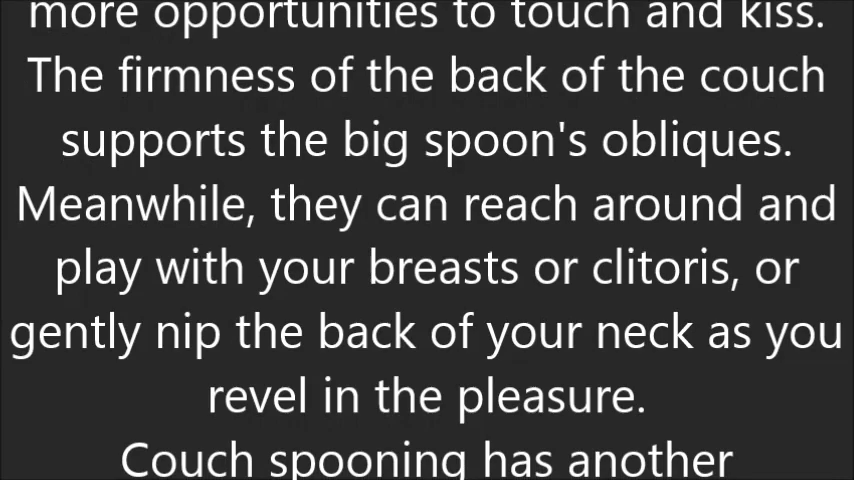 more opportunities to touch and kiss.
The firmness of the back of the couch
supports the big spoon's obliques.
Meanwhile, they can reach around and
play with your breasts or clitoris, or
gently nip the back of your neck as you
revel in the pleasure.
Couch spooning has another